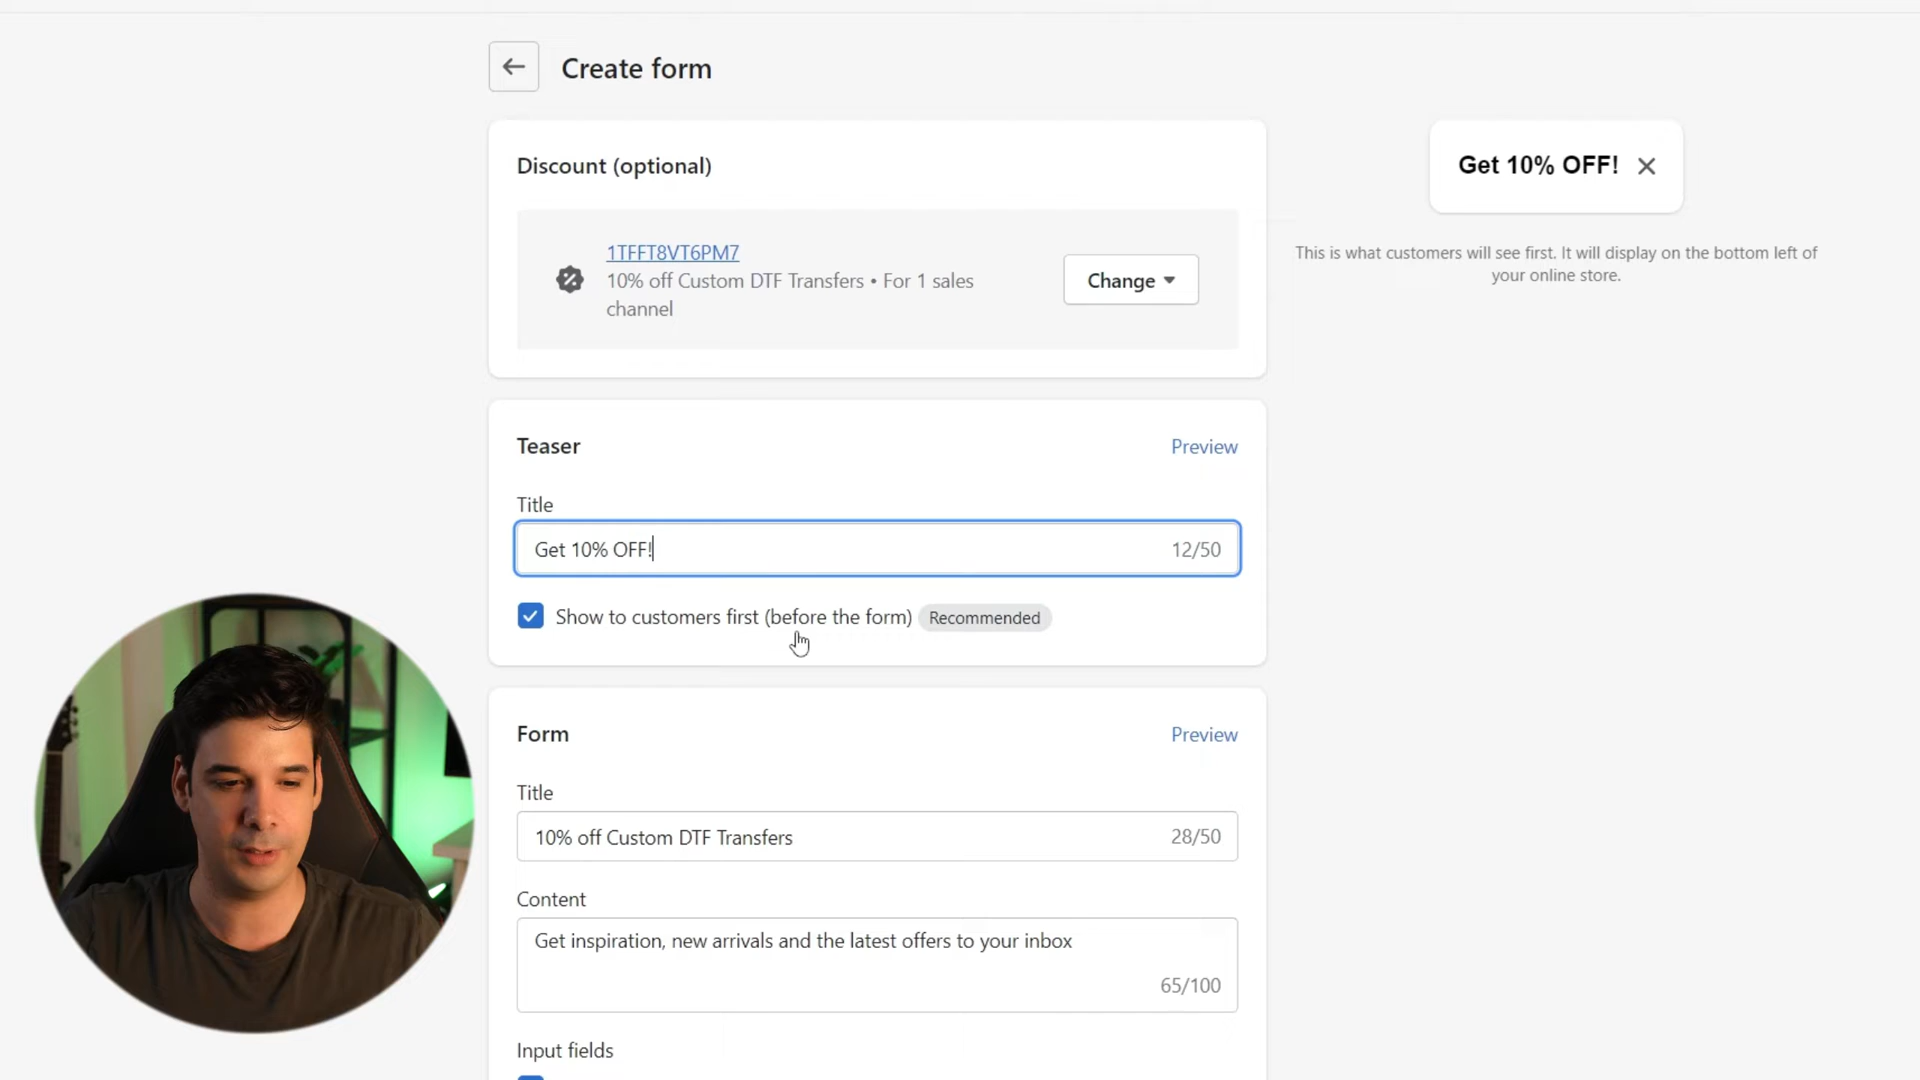 Create form
Discount (optional)
1TFFT8VT6PM7
10% off Custom DTF Transfers • For 1 sales
channel
Change
Get 10% OFF!
This is what customers will see first. It will display on the bottom left of
your online store.
Teaser
Preview
Title
Get 10% OFF!
12/50
Show to customers first (before the form)
Recommended
Form
Preview
Title
10% off Custom DTF Transfers
28/50
Content
Get inspiration, new arrivals and the latest offers to your inbox
65/100
Input fields